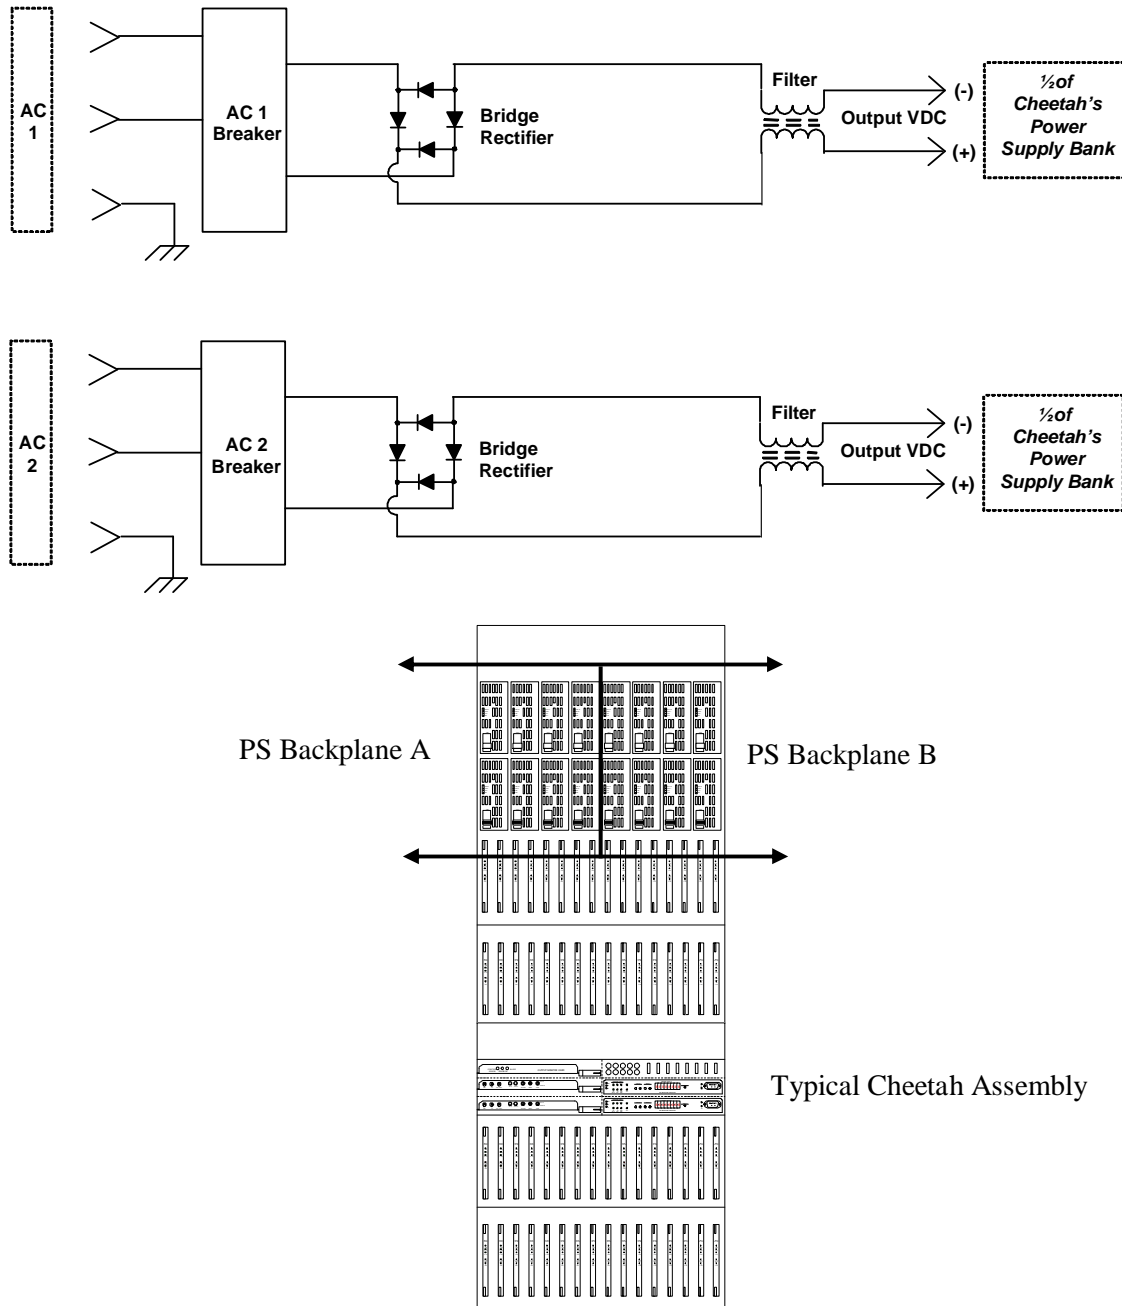 AC
1
AC 1
Breaker
Bridge
Rectifier
Filter
Output VDC
(-)
(+)
½of
Cheetah's
Power
Supply Bank
AC
2
AC 2
Breaker
Bridge
Rectifier
Filter
Output VDC
(-)
(+)
½of
Cheetah's
Power
Supply Bank
PS Backplane A
PS Backplane B
Typical Cheetah Assembly